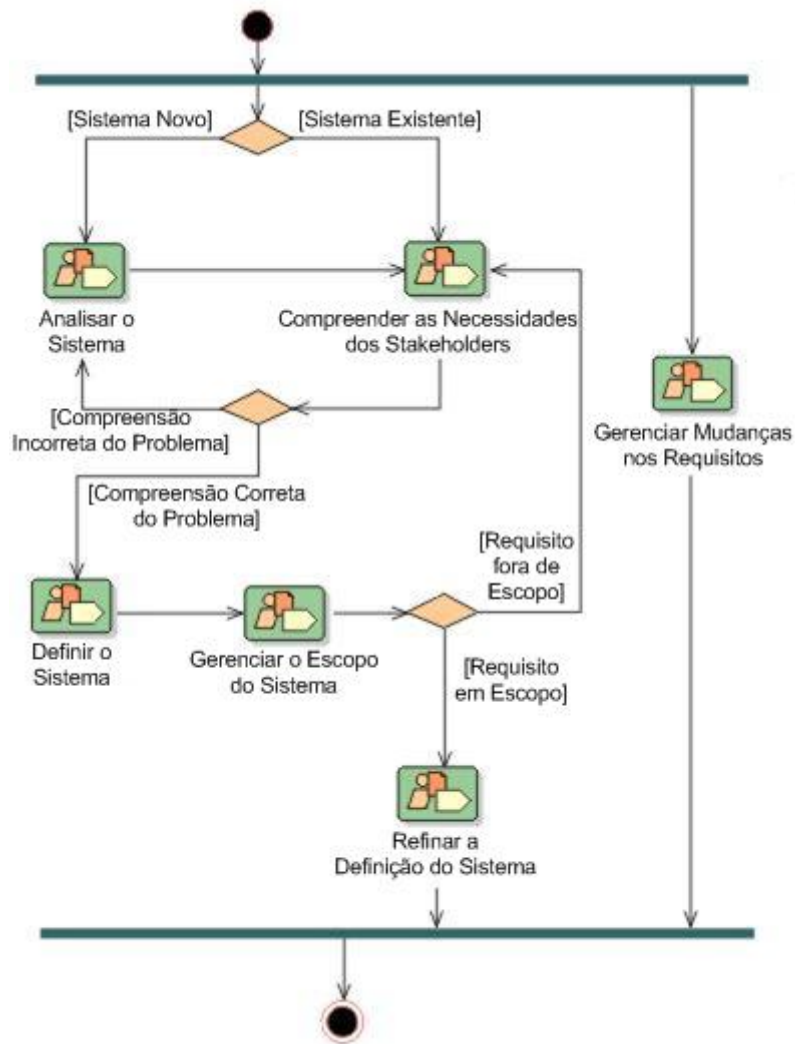 [Sistema Novo]
[Sistema Existente]
Analisar o
Sistema
Compreender as Necessidades
dos Stakeholders
[Compreensão
Incorreta do Problema]
Gerenciar Mudanças
nos Requisitos
[Compreensão Correta
do Problema]
[Requisito
fora de
Escopo]
Definir o
Sistema
Gerenciar o Escopo
do Sistema
[Requisito
em Escopo]
Refinar a
Definição do Sistema